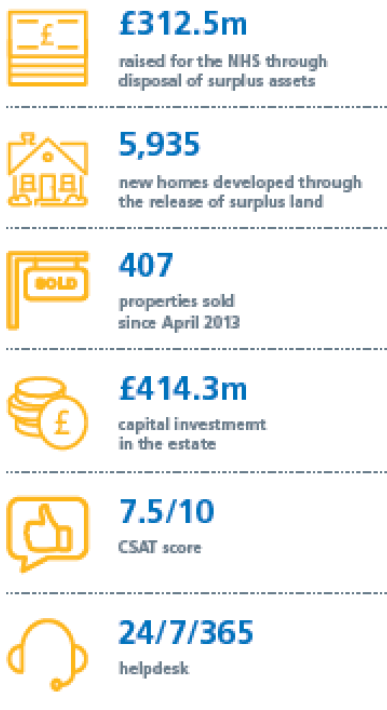 £312.5m
raised for the NHS through
disposal of surplus assets
5,935
new homes developed through
the release of surplus land
SOLD
407
properties sold
since April 2013
£414.3m
capital investmemt
in the estate
7.5/10
CSAT score
24/7/365
helpdesk